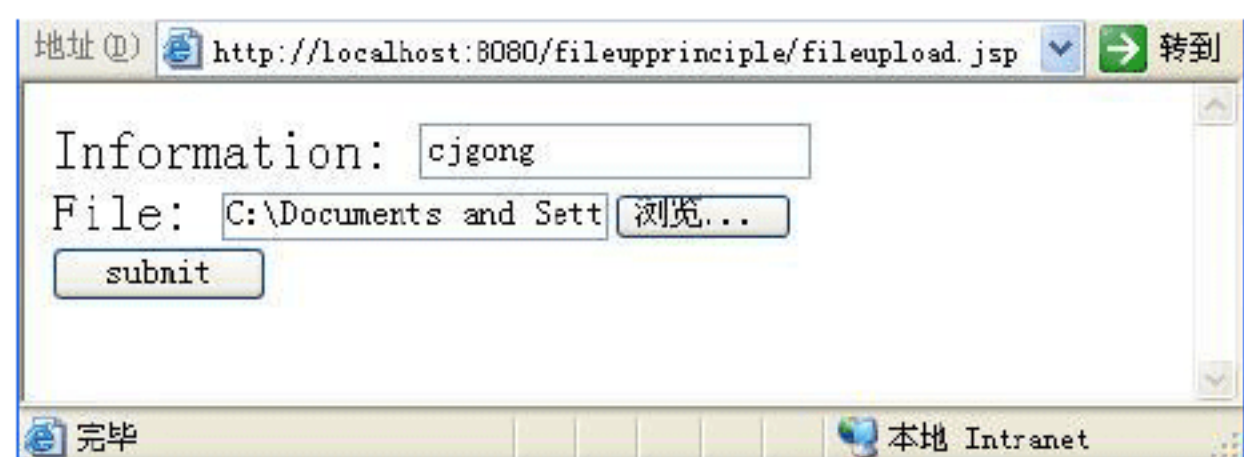 地址(D) http://localhost:8080/fileupprinciple/fileupload.jsp 转到
Information: cjgong
File: C:\Documents and Sett 浏览...
submit
完毕 本地 Intranet